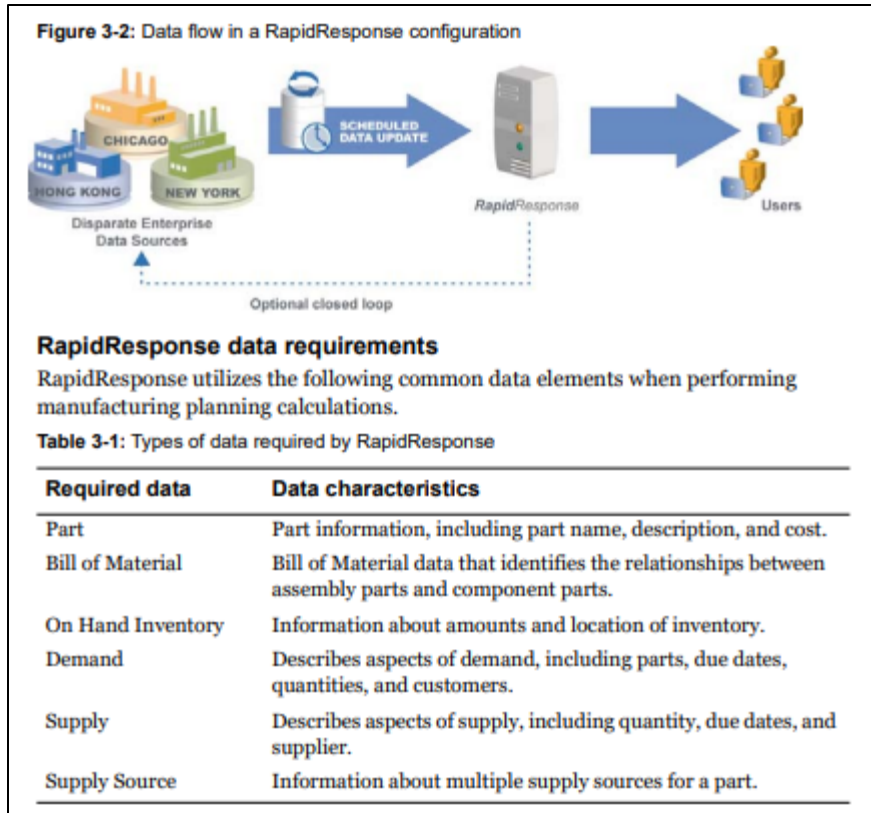 Figure 3-2: Data flow in a RapidResponse configuration
CHICAGO
HONG KONG
NEW YORK
Disparate Enterprise
Data Sources
SCHEDULED
DATA UPDATE
RapidResponse
Users
Optional closed loop
RapidResponse data requirements
RapidResponse utilizes the following common data elements when performing
manufacturing planning calculations.
Table 3-1: Types of data required by RapidResponse
Required data Data characteristics
Part Part information, including part name, description, and cost.
Bill of Material Bill of Material data that identifies the relationships between
assembly parts and component parts.
On Hand Inventory Information about amounts and location of inventory.
Demand Describes aspects of demand, including parts, due dates,
quantities, and customers.
Supply Describes aspects of supply, including quantity, due dates, and
supplier.
Supply Source Information about multiple supply sources for a part.